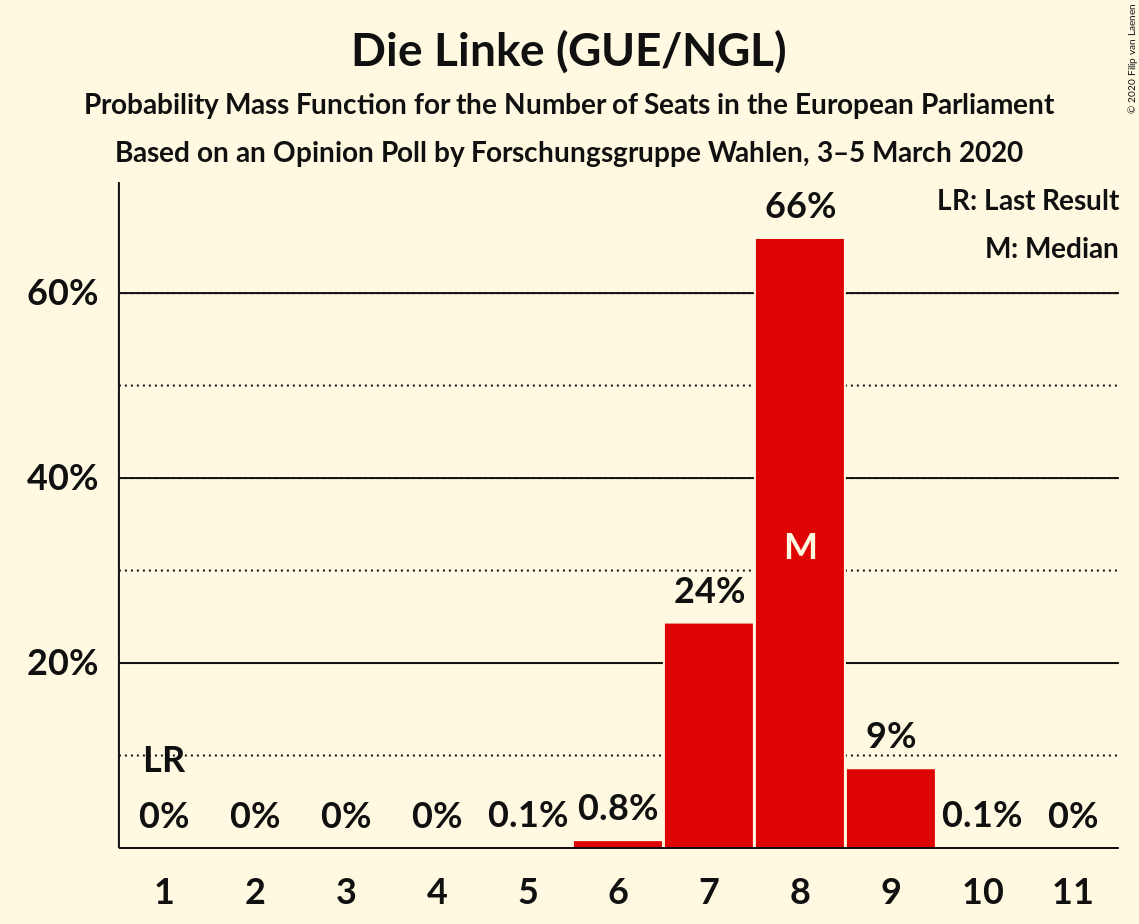 Die Linke (GUE/NGL)
Probability Mass Function for the Number of Seats in the European Parliament
Based on an Opinion Poll by Forschungsgruppe Wahlen, 3–5 March 2020
© 2020 Filip van Laenen
LR: Last Result
M: Median
66%
60%
40%
M
24%
20%
9%
LR
0%
0%
0%
0%
0.1%
0.8%
0.1%
0%
1 2 3 4 5 6 7 8 9 10 11